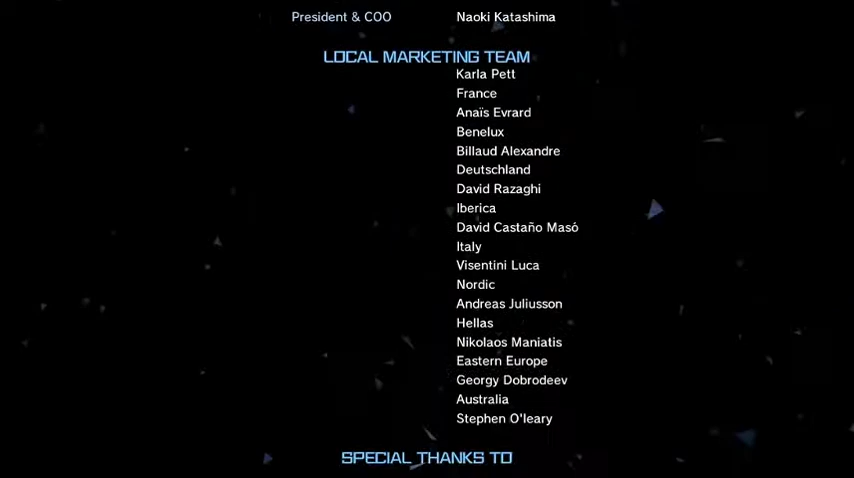 President & COO Naoki Katashima
LOCAL MARKETING TEAM
Karla Pett
France
Anaïs Evrard
Benelux
Billaud Alexandre
Deutschland
David Razaghi
Iberica
David Castaño Masó
Italy
Visentini Luca
Nordic
Andreas Juliusson
Hellas
Nikolaos Maniatis
Eastern Europe
Georgy Dobrodeev
Australia
Stephen O'leary
SPECIAL THANKS TO